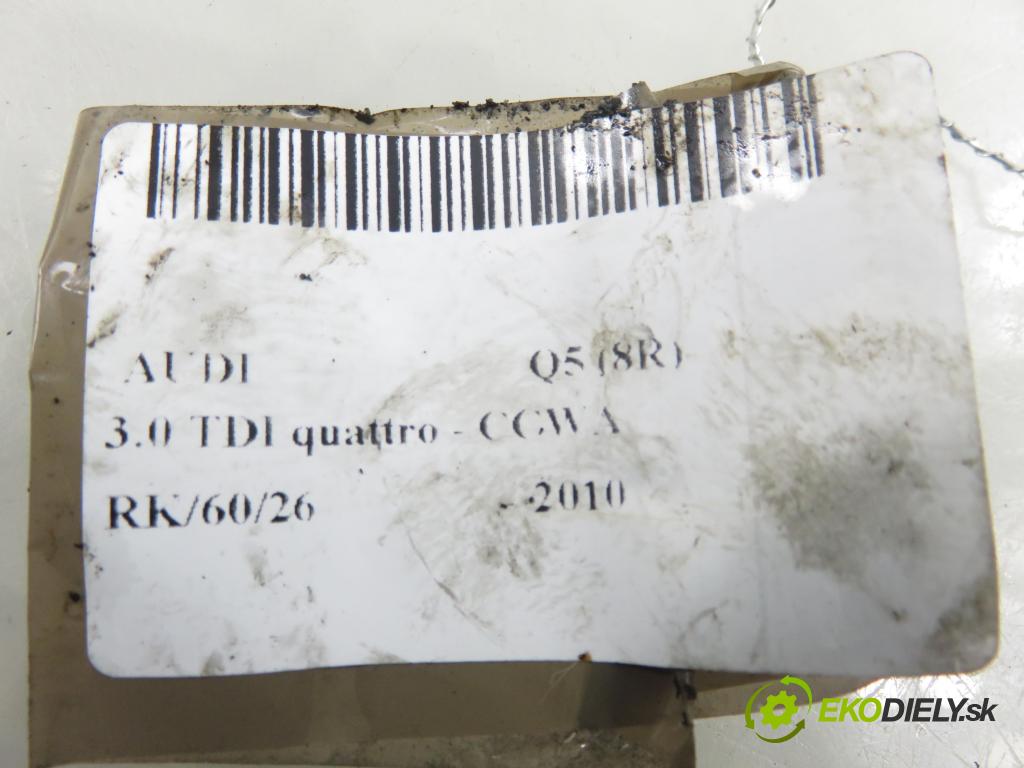 AUDI Q5 (8R)
3.0 TDI quattro - CCWA
RK/60/26 - 2010
EKODIELY.sk